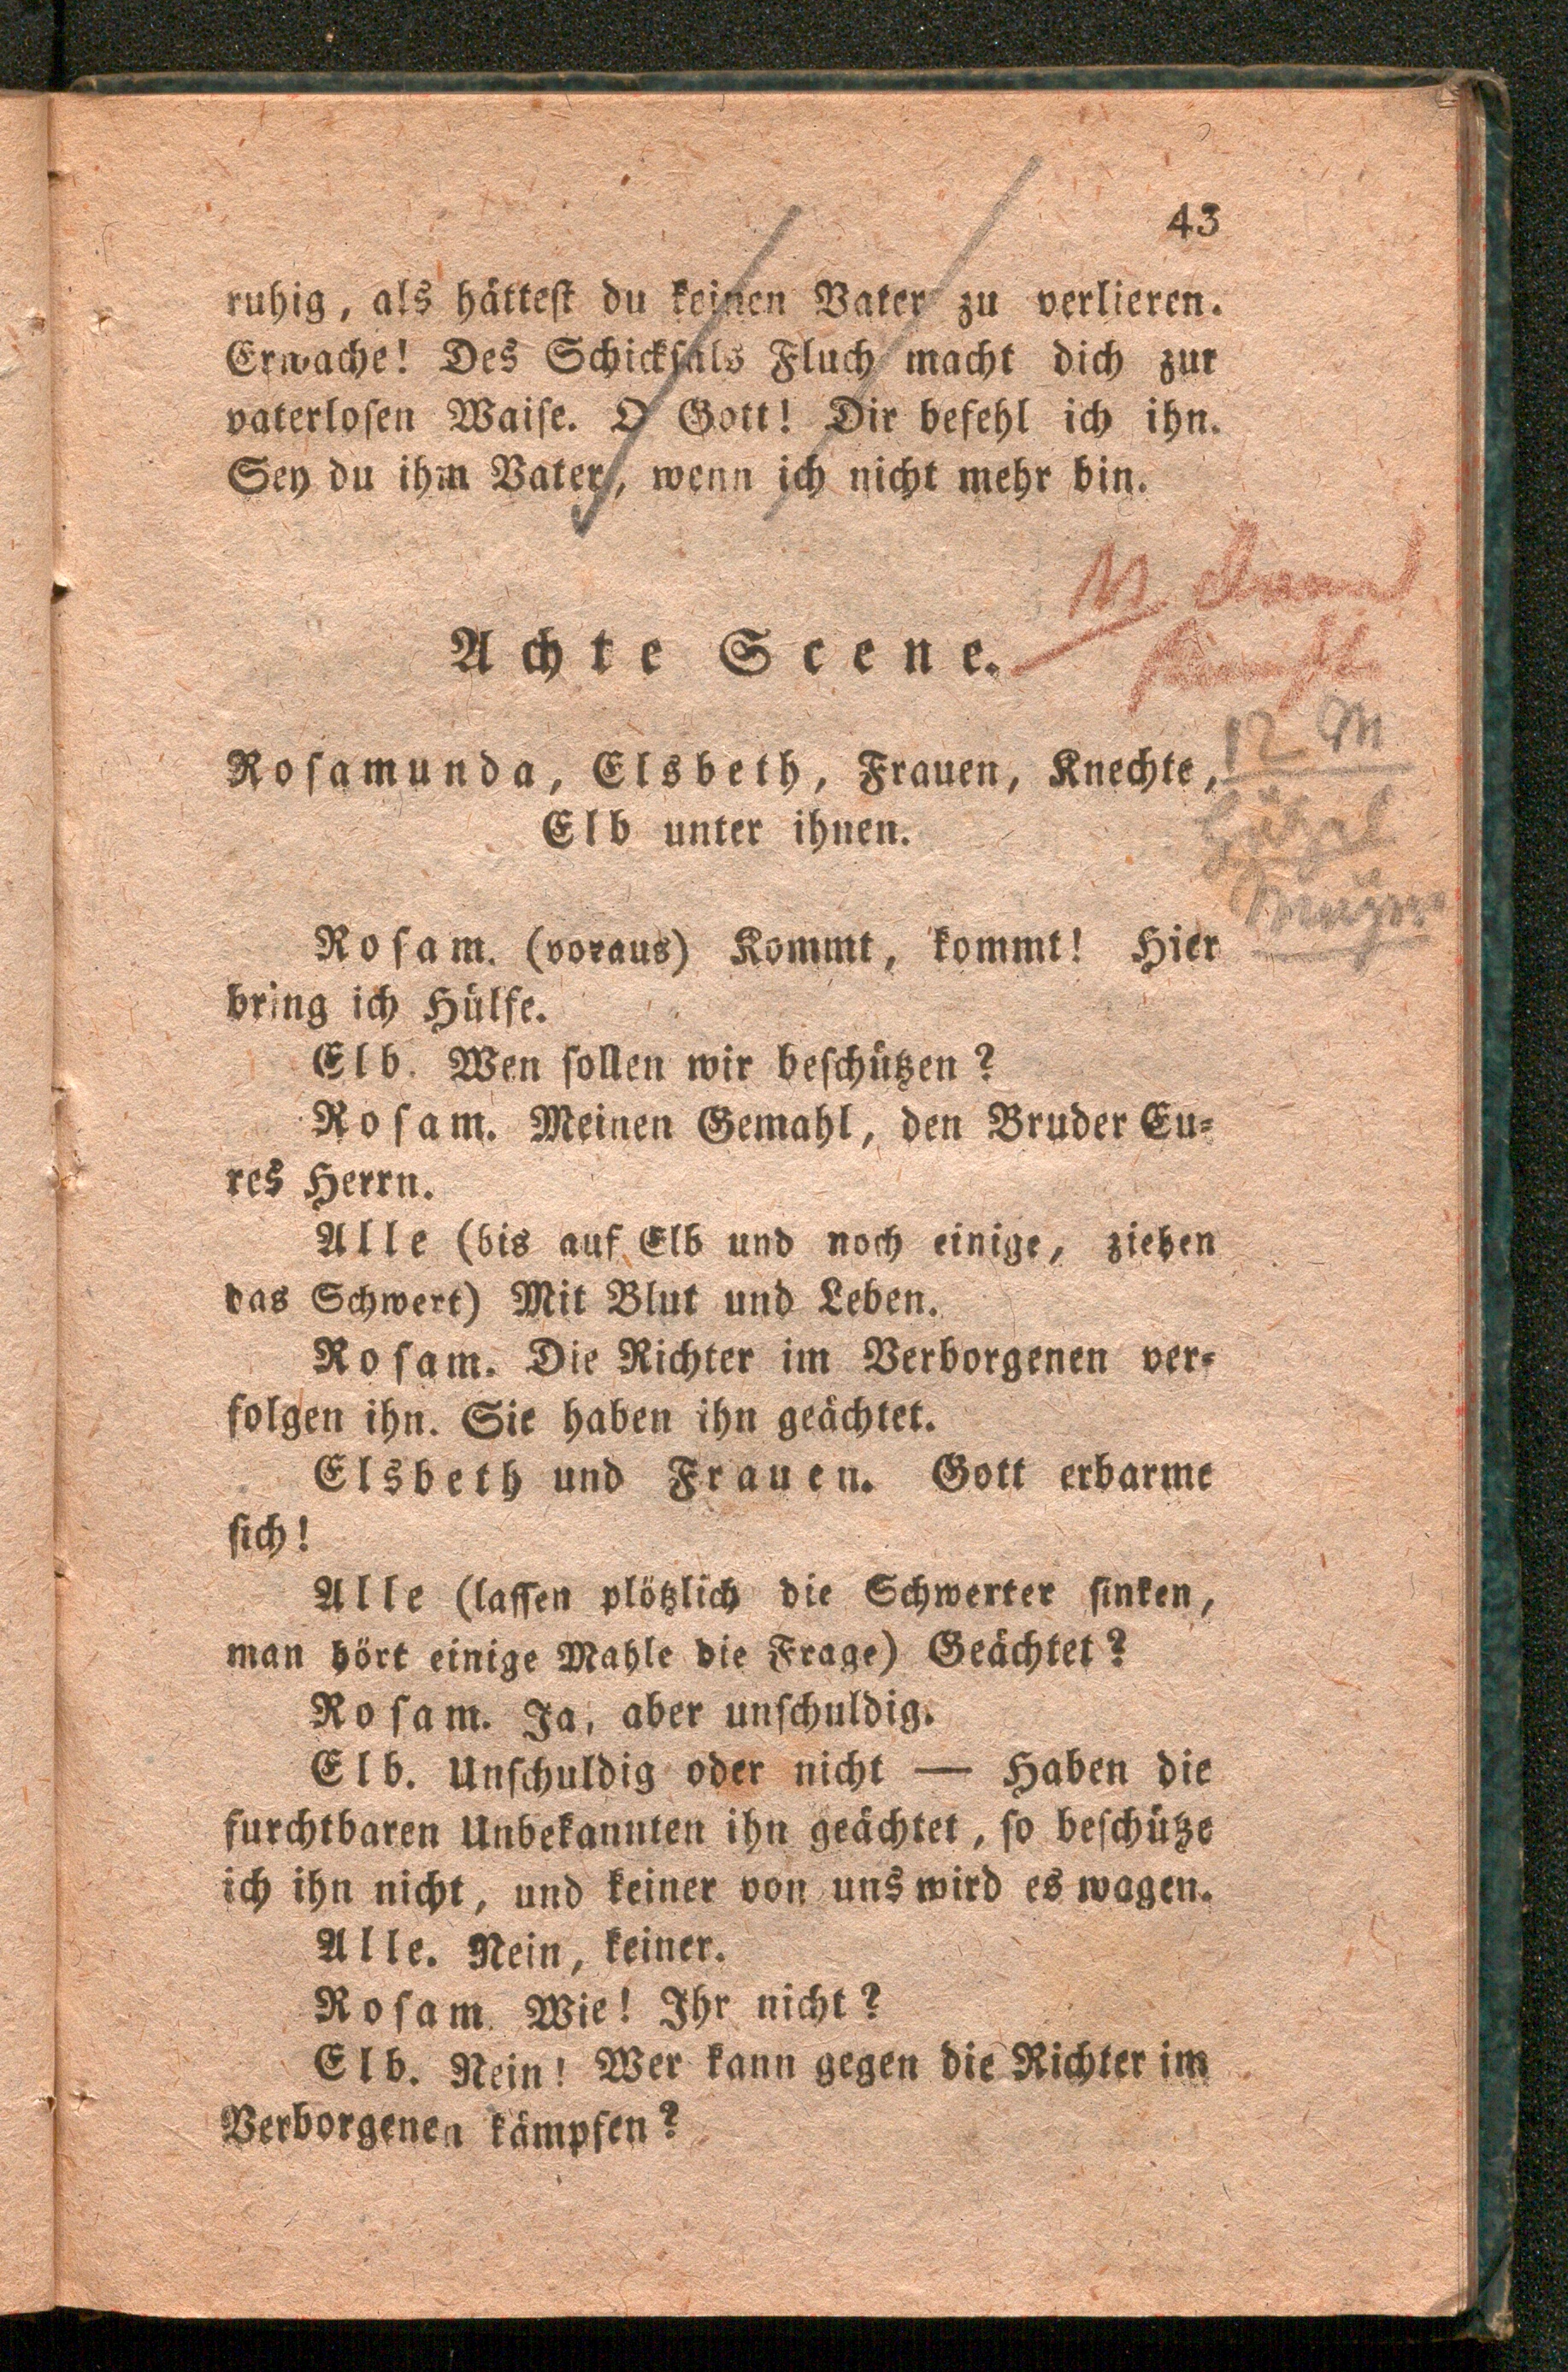 43
ruhig, als hätteſt du keinen Vater zu verlieren.
Erwache! Des Schickſals Fluch macht dich zur
vaterloſen Waiſe. O Gott! Dir befehl ich ihn.
Sey du ihm Vater, wenn ich nicht mehr bin.
Achte Scene.
12 M
Roſamunda, Elsbeth, Frauen, Knechte,
Elb unter ihnen.
Roſam. (voraus) Kommt, kommt! Hier
bring ich Hülfe.
Elb. Wen ſollen wir beſchützen?
Roſam. Meinen Gemahl, den Bruder Eu-
res Herrn.
Alle (bis auf Elb und noch einige, ziehen
das Schwert) Mit Blut und Leben.
Roſam. Die Richter im Verborgenen ver-
folgen ihn. Sie haben ihn geächtet.
Elsbeth und Frauen. Gott erbarme
ſich!
Alle (laſſen plötzlich die Schwerter ſinken,
man hört einige Mahle die Frage) Geächtet?
Roſam. Ja, aber unſchuldig.
Elb. Unſchuldig oder nicht — Haben die
furchtbaren Unbekannten ihn geächtet, ſo beſchütze
ich ihn nicht, und keiner von uns wird es wagen.
Alle. Nein, keiner.
Roſam. Wie! Ihr nicht?
Elb. Nein! Wer kann gegen die Richter im
Verborgenen kämpfen?